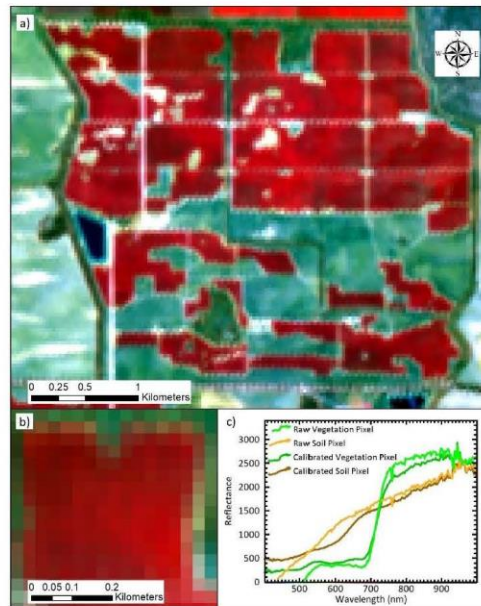 a)
N
W E
S
0 0.25 0.5 1
Kilometers
b)
0 0.05 0.1 0.2
Kilometers
c)
Raw Vegetation Pixel
Raw Soil Pixel
Calibrated Vegetation Pixel
Calibrated Soil Pixel
Reflectance
3000
2500
2000
1500
1000
500
0
400 500 600 700 800 900
Wavelength (nm)